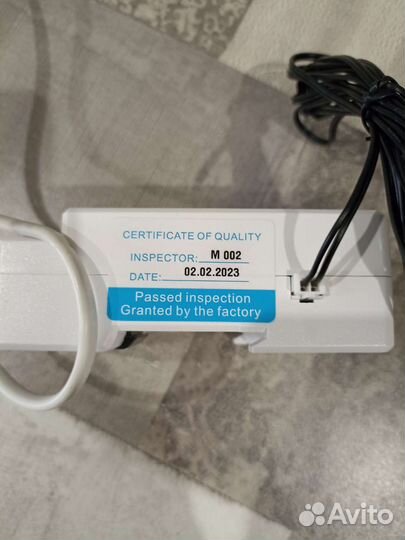 CERTIFICATE OF QUALITY
INSPECTOR: M 002
DATE: 02.02.2023
Passed inspection
Granted by the factory
Avito